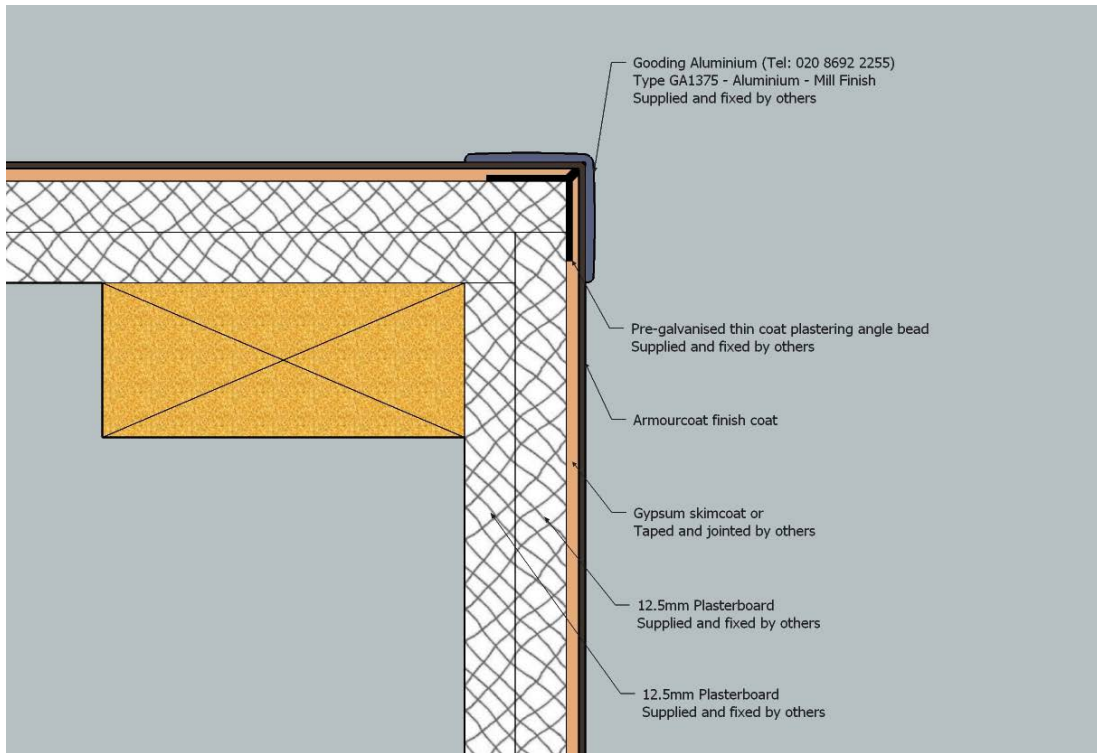 Gooding Aluminium (Tel: 020 8692 2255)
Type GA1375 - Aluminium - Mill Finish
Supplied and fixed by others
Pre-galvanised thin coat plastering angle bead
Supplied and fixed by others
Armourcoat finish coat
Gypsum skimcoat or
Taped and jointed by others
12.5mm Plasterboard
Supplied and fixed by others
12.5mm Plasterboard
Supplied and fixed by others